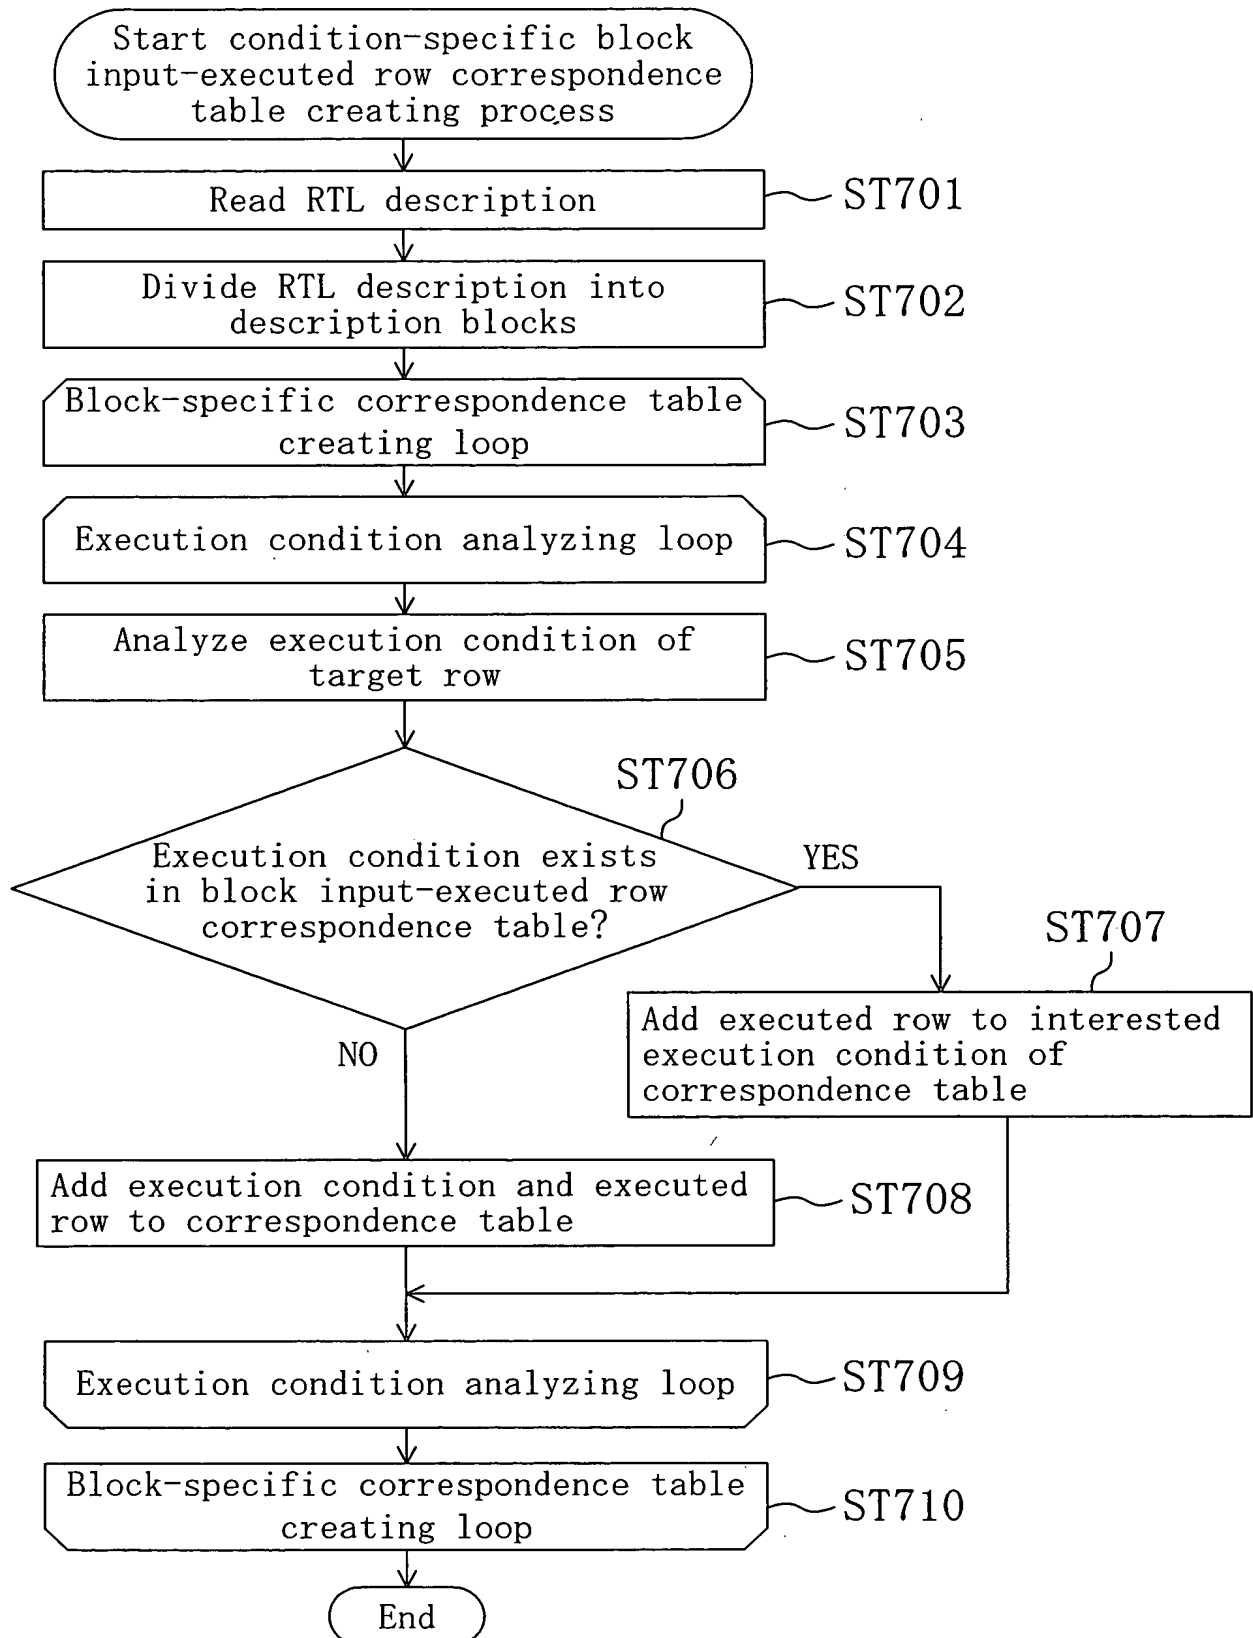 Start condition-specific block
input-executed row correspondence
table creating process
Read RTL description
ST701
Divide RTL description into
description blocks
ST702
Block-specific correspondence table
creating loop
ST703
Execution condition analyzing loop
ST704
Analyze execution condition of
target row
ST705
ST706
Execution condition exists
in block input-executed row
correspondence table?
YES
NO
ST707
Add executed row to interested
execution condition of
correspondence table
Add execution condition and executed
row to correspondence table
ST708
Execution condition analyzing loop
ST709
Block-specific correspondence table
creating loop
ST710
End